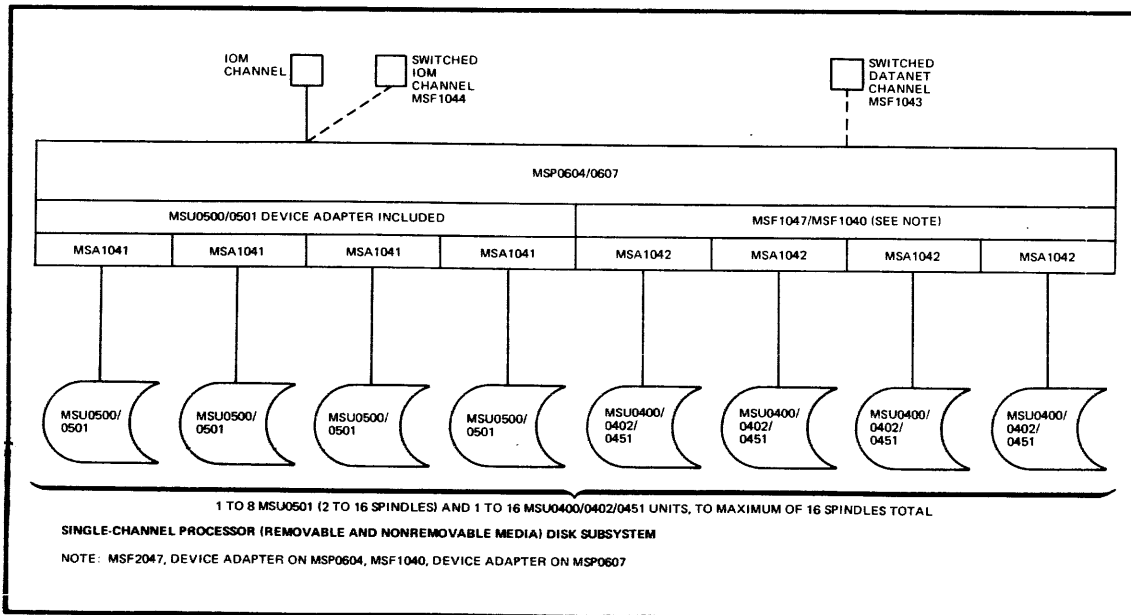 IOM
CHANNEL
SWITCHED
IOM
CHANNEL
MSF1044
SWITCHED
DATANET
CHANNEL
MSF1043
MSP0604/0607
MSU0500/0501 DEVICE ADAPTER INCLUDED
MSF1047/MSF1040 (SEE NOTE)
MSA1041
MSA1041
MSA1041
MSA1041
MSA1042
MSA1042
MSA1042
MSA1042
MSU0500/
0501
MSU0500/
0501
MSU0500/
0501
MSU0500/
0501
MSU0400/
0402/
0451
MSU0400/
0402/
0451
MSU0400/
0402/
0451
MSU0400/
0402/
0451
1 TO 8 MSU0501 (2 TO 16 SPINDLES) AND 1 TO 16 MSU0400/0402/0451 UNITS, TO MAXIMUM OF 16 SPINDLES TOTAL
SINGLE-CHANNEL PROCESSOR (REMOVABLE AND NONREMOVABLE MEDIA) DISK SUBSYSTEM
NOTE: MSF2047, DEVICE ADAPTER ON MSP0604, MSF1040, DEVICE ADAPTER ON MSP0607